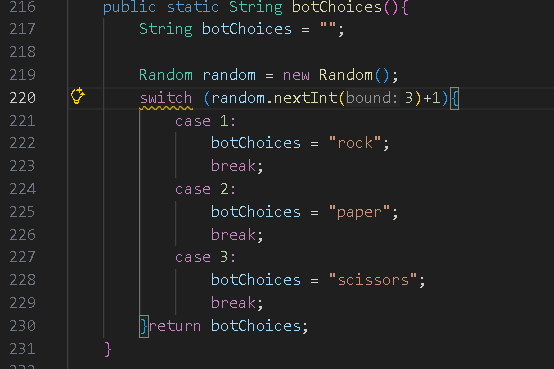 216 public static String botChoices(){
217 String botChoices = "";
218
219 Random random = new Random();
220 switch (random.nextInt(bound: 3)+1){
221 case 1:
222 botChoices = "rock";
223 break;
224 case 2:
225 botChoices = "paper";
226 break;
227 case 3:
228 botChoices = "scissors";
229 break;
230 }return botChoices;
231 }